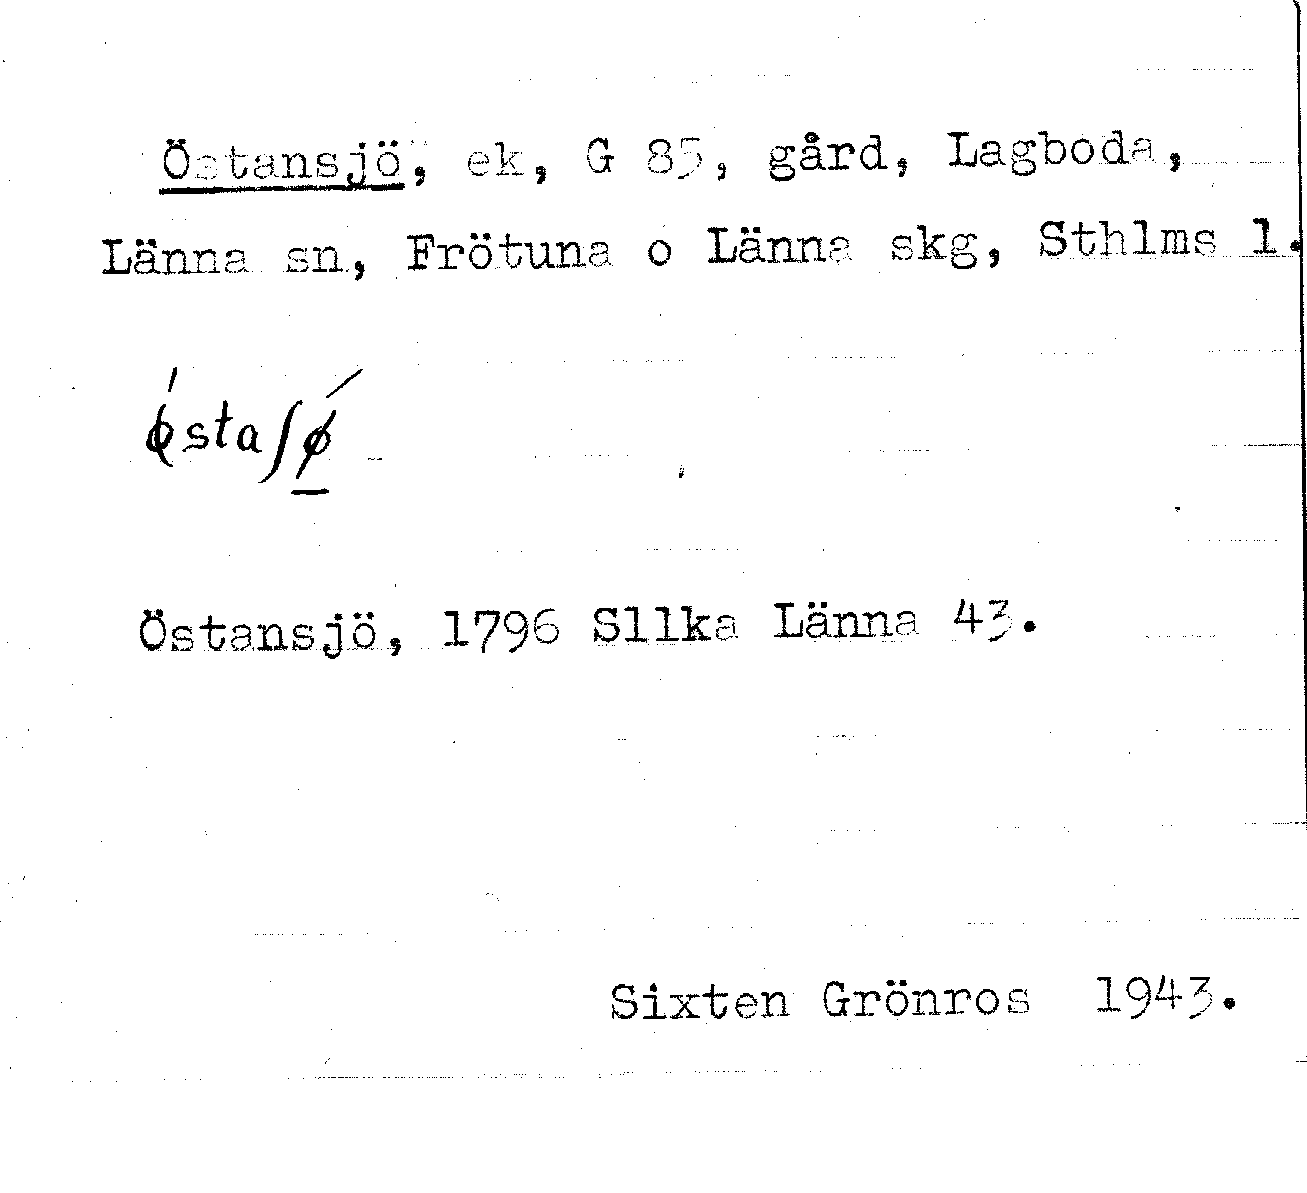 Östansjö, ek, G 85, gård, Lagboda,
Länna sn, Frötuna o Länna skg, Sthlms l.
ǿstaʃǿ
Östansjö, 1796 Sllka Länna 43.
Sixten Grönros 1943.